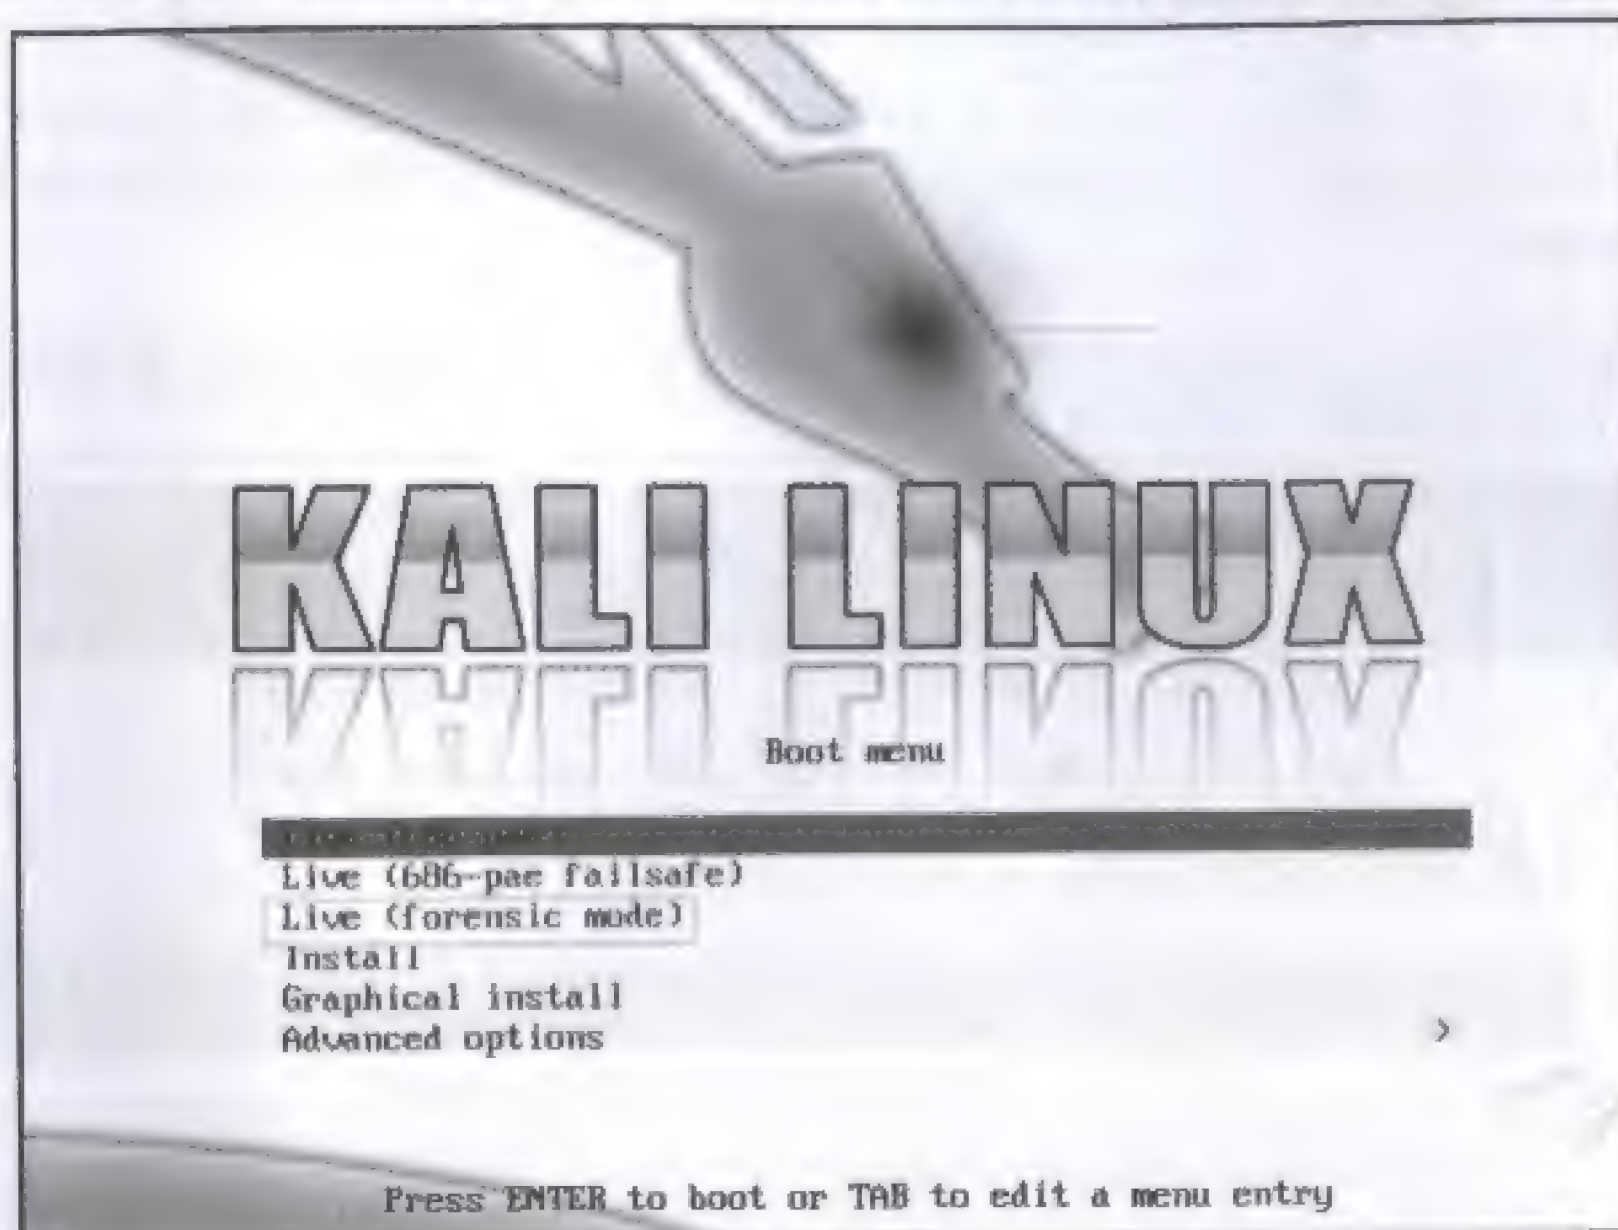 KALI LINUX
Boot menu
Live (686-pae failsafe)
Live (forensic mode)
Install
Graphical install
Advanced options >
Press ENTER to boot or TAB to edit a menu entry